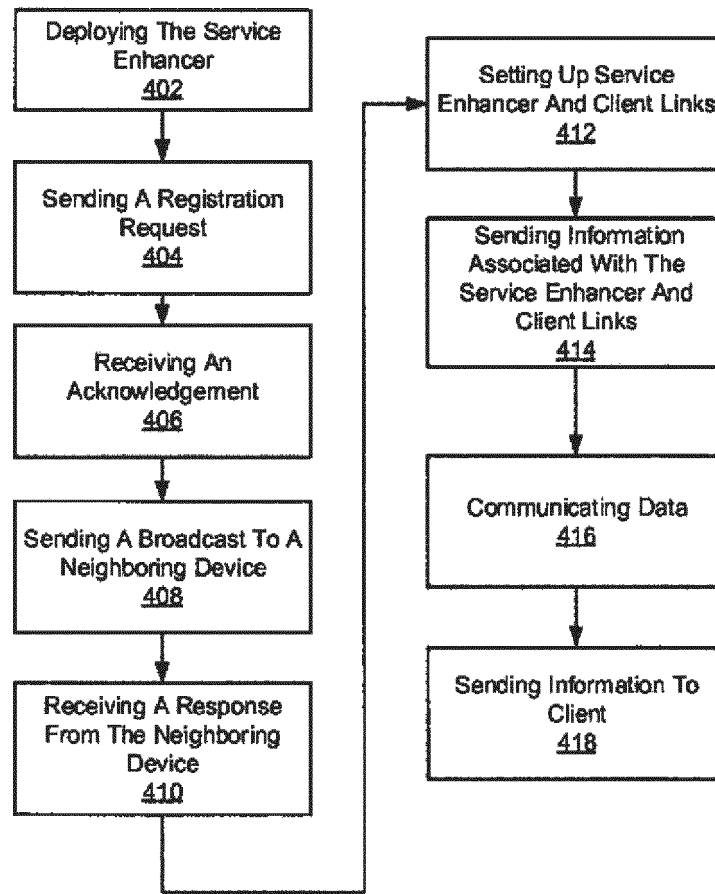 Deploying The Service
Enhancer
402
Sending A Registration
Request
404
Receiving An
Acknowledgement
406
Sending A Broadcast To A
Neighboring Device
408
Receiving A Response
From The Neighboring
Device
410
Setting Up Service
Enhancer And Client Links
412
Sending Information
Associated With The
Service Enhancer And
Client Links
414
Communicating Data
416
Sending Information To
Client
418